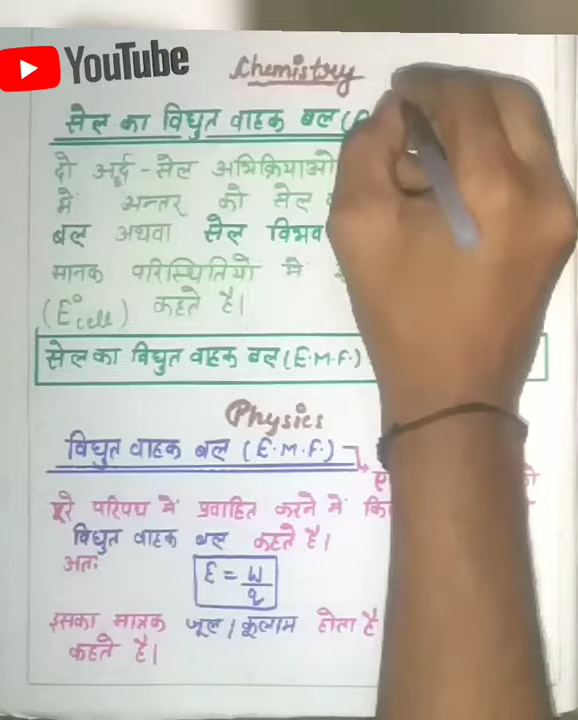 YouTube
Chemistry
सेल का विद्युत वाहक बल (
दो अर्द्ध-सेल अभिक्रियाओ
में अन्तर को सेल
बल अथवा सेल विभव
मानक परिस्थितियो में
(E°cell) कहते है।
सेल का विद्युत वाहक बल (E.M.F.)
Physics
विद्युत वाहक बल (E.M.F.) →
पूरे परिपथ में प्रवाहित करने में कि
विद्युत वाहक बल कहते है।
अतः
ε = W/q
इसका मात्रक जूल/कूलाम होता है
कहते है।